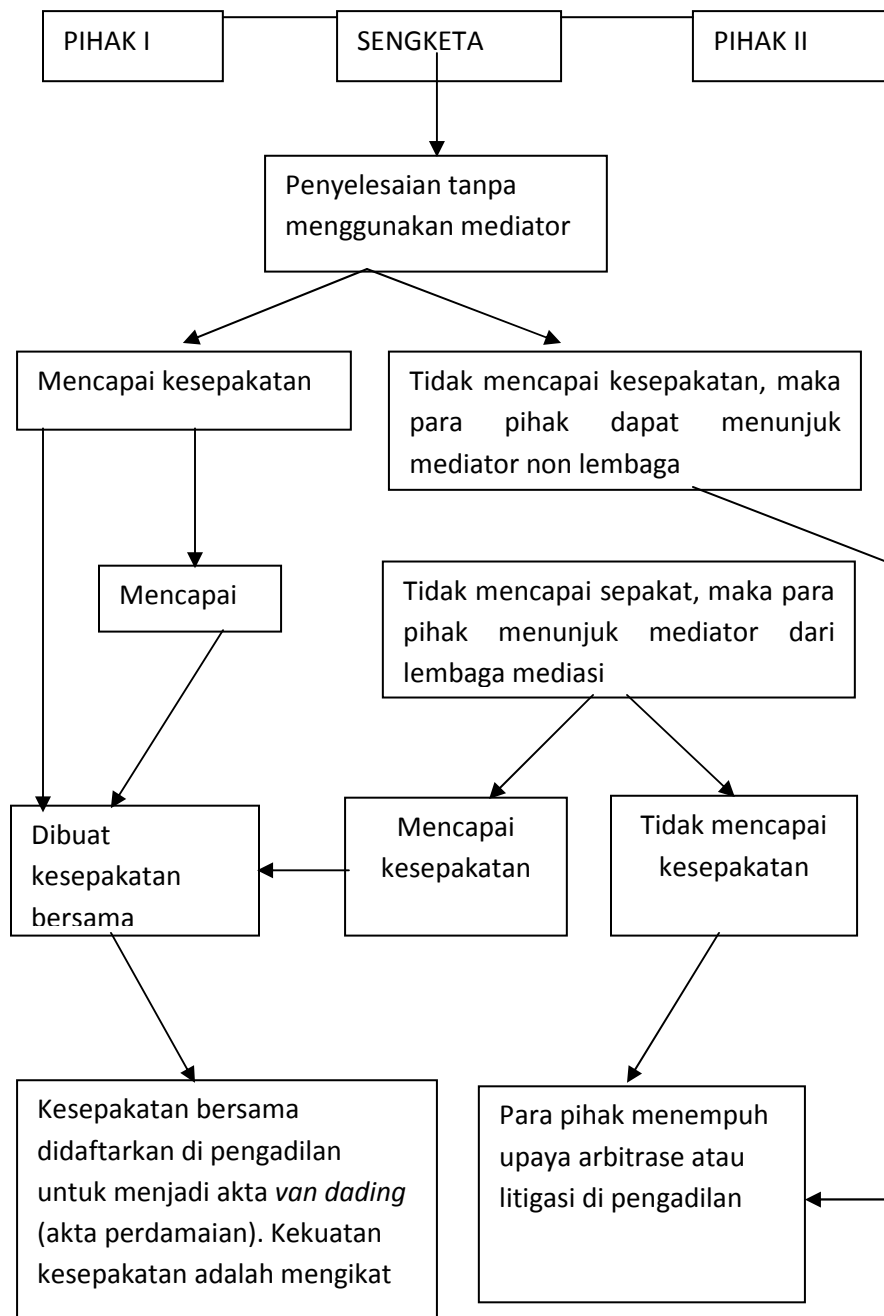 PIHAK I
SENGKETA
PIHAK II
Penyelesaian tanpa
menggunakan mediator
Mencapai kesepakatan
Tidak mencapai kesepakatan, maka
para pihak dapat menunjuk
mediator non lembaga
Mencapai
Tidak mencapai sepakat, maka para
pihak menunjuk mediator dari
lembaga mediasi
Dibuat
kesepakatan
bersama
Mencapai
kesepakatan
Tidak mencapai
kesepakatan
Kesepakatan bersama
didaftarkan di pengadilan
untuk menjadi akta van dading
(akta perdamaian). Kekuatan
kesepakatan adalah mengikat
Para pihak menempuh
upaya arbitrase atau
litigasi di pengadilan